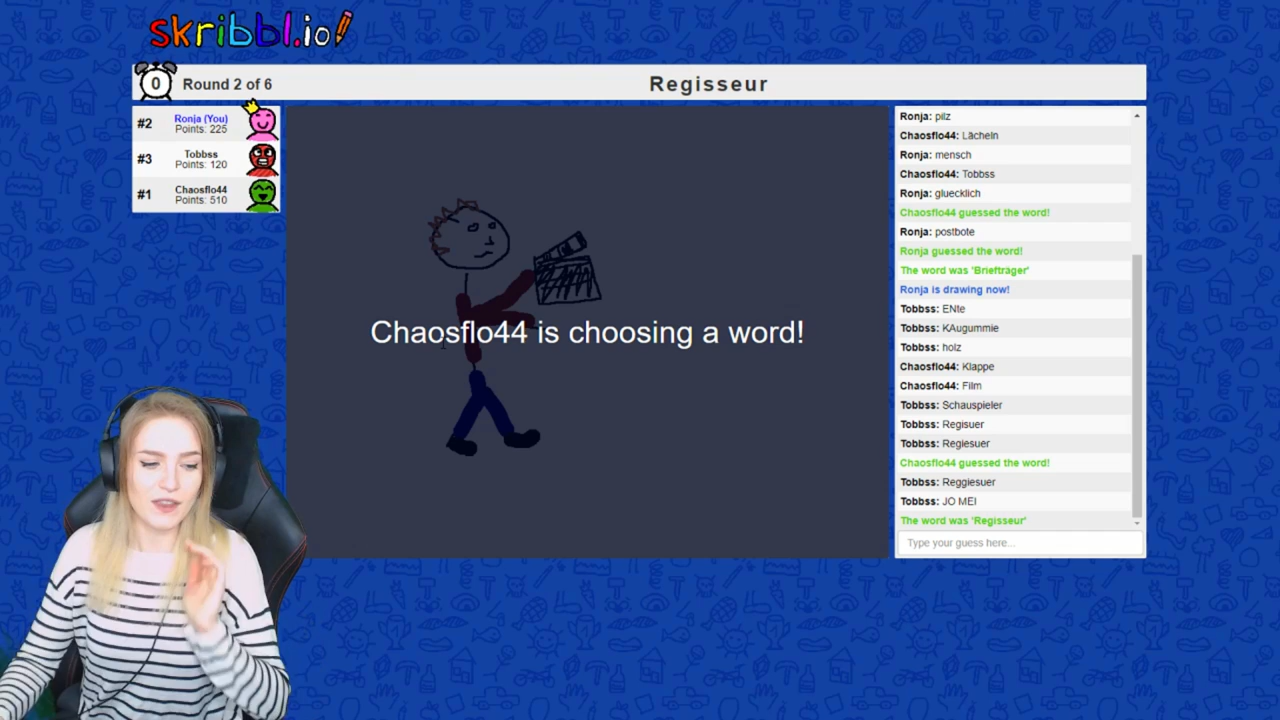 skribbl.io
0
Round 2 of 6
Regisseur
#2
Ronja (You)
Points: 225
#3
Tobbss
Points: 120
#1
Chaosflo44
Points: 510
Chaosflo44 is choosing a word!
Ronja: pilz
Chaosflo44: Lächeln
Ronja: mensch
Chaosflo44: Tobbss
Ronja: gluecklich
Chaosflo44 guessed the word!
Ronja: postbote
Ronja guessed the word!
The word was 'Briefträger'
Ronja is drawing now!
Tobbss: ENte
Tobbss: KAugummie
Tobbss: holz
Chaosflo44: Klappe
Chaosflo44: Film
Tobbss: Schauspieler
Tobbss: Regisuer
Tobbss: Regiesuer
Chaosflo44 guessed the word!
Tobbss: Reggiesuer
Tobbss: JO MEI
The word was 'Regisseur'
Type your guess here...